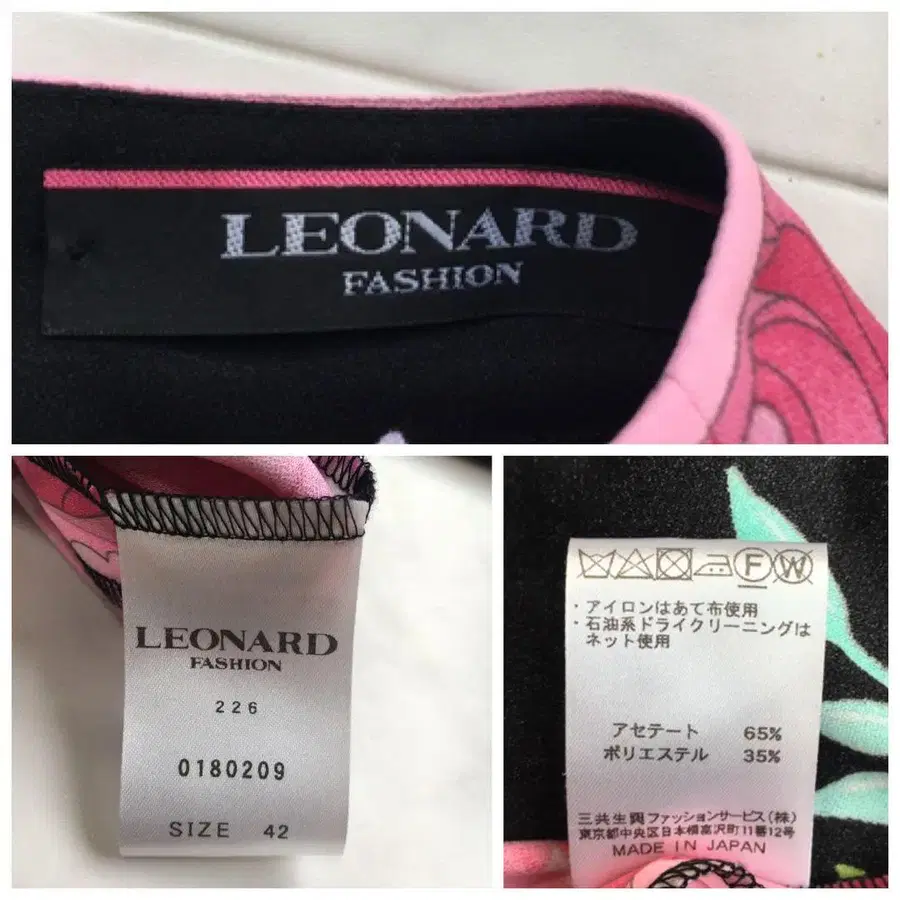 LEONARD
FASHION
LEONARD
FASHION
226
0180209
SIZE 42
F W
・アイロンはあて布使用
・石油系ドライクリーニングは
ネット使用
アセテート 65%
ポリエステル 35%
三共生興ファッションサービス(株)
東京都中央区日本橋富沢町11番12号
MADE IN JAPAN